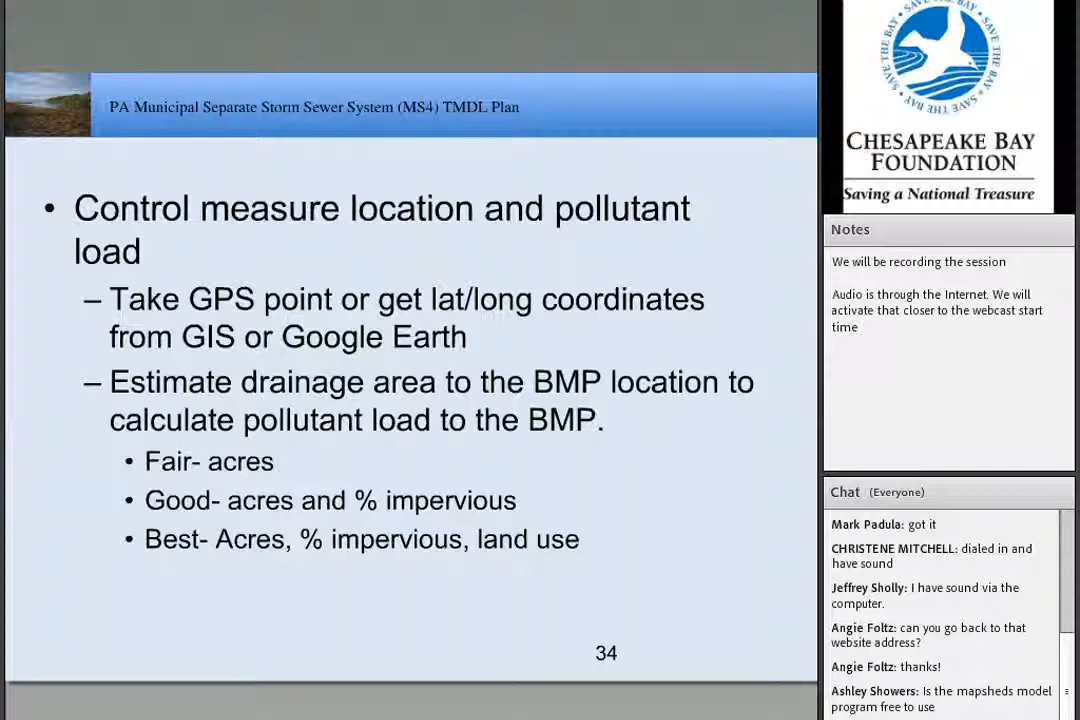 PA Municipal Separate Storm Sewer System (MS4) TMDL Plan
• Control measure location and pollutant
load
– Take GPS point or get lat/long coordinates
from GIS or Google Earth
– Estimate drainage area to the BMP location to
calculate pollutant load to the BMP.
• Fair- acres
• Good- acres and % impervious
• Best- Acres, % impervious, land use
34
SAVE THE BAY SAVE THE BAY SAVE THE BAY
CHESAPEAKE BAY
FOUNDATION
Saving a National Treasure
Notes
We will be recording the session
Audio is through the Internet. We will
activate that closer to the webcast start
time
Chat (Everyone)
Mark Padula: got it
CHRISTENE MITCHELL: dialed in and
have sound
Jeffrey Sholly: I have sound via the
computer.
Angie Foltz: can you go back to that
website address?
Angie Foltz: thanks!
Ashley Showers: Is the mapsheds model
program free to use